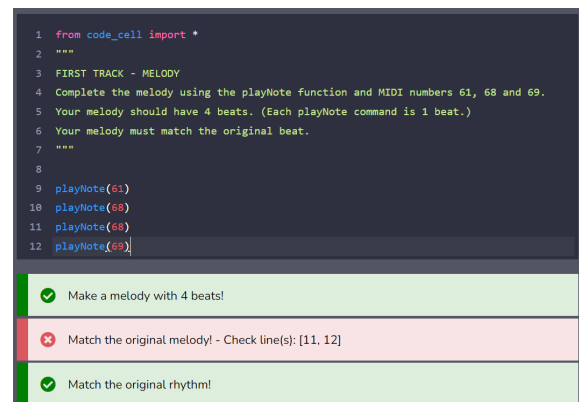 1 from code_cell import *
2 """
3 FIRST TRACK - MELODY
4 Complete the melody using the playNote function and MIDI numbers 61, 68 and 69.
5 Your melody should have 4 beats. (Each playNote command is 1 beat.)
6 Your melody must match the original beat.
7 """
8
9 playNote(61)
10 playNote(68)
11 playNote(68)
12 playNote(69)
Make a melody with 4 beats!
Match the original melody! - Check line(s): [11, 12]
Match the original rhythm!